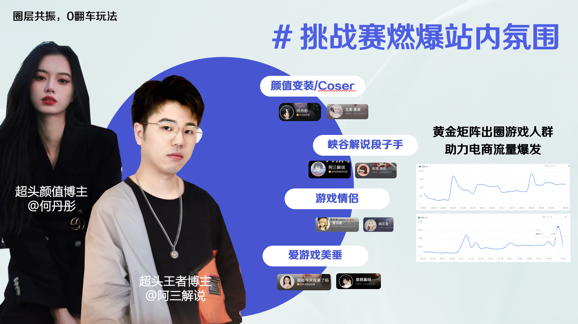 圈层共振，0翻车玩法
# 挑战赛燃爆站内氛围
颜值变装/Coser
峡谷解说段子手
阿三解说
游戏情侣
爱游戏美垂
黄金矩阵出圈游戏人群
助力电商流量爆发
超头颜值博主
@何丹彤
超头王者博主
@阿三解说